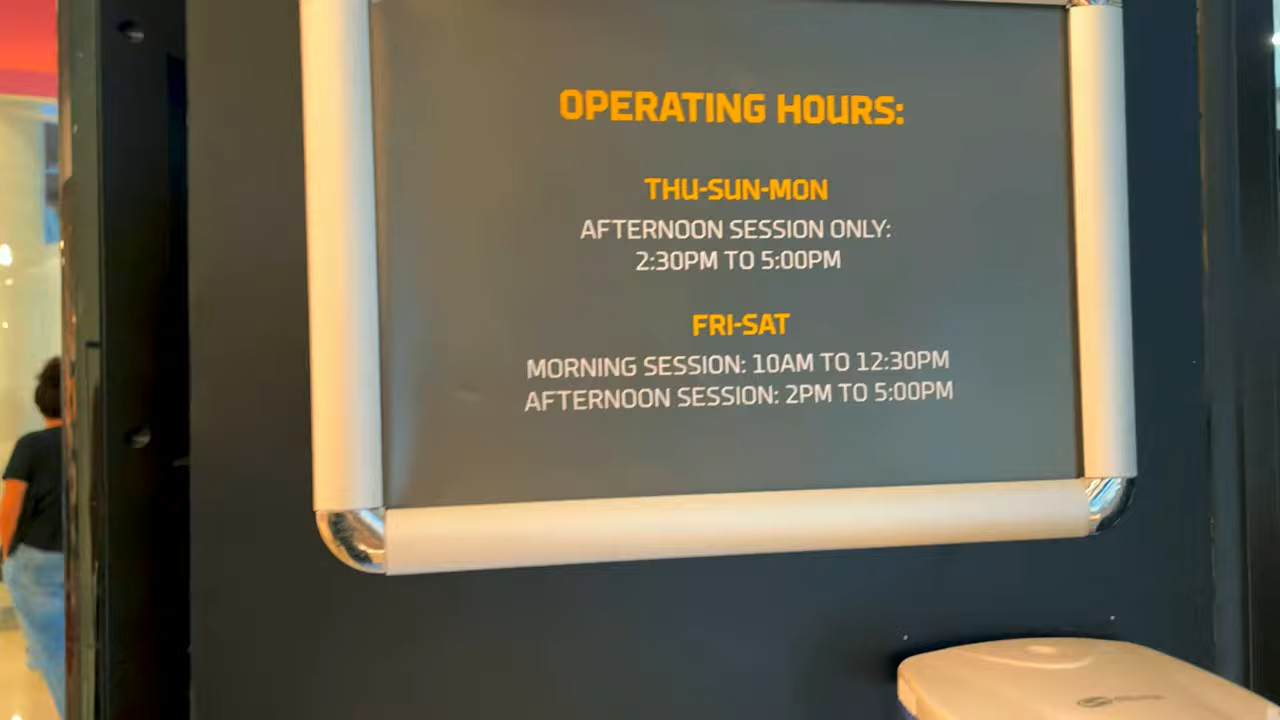 OPERATING HOURS:
THU-SUN-MON
AFTERNOON SESSION ONLY:
2:30PM TO 5:00PM
FRI-SAT
MORNING SESSION: 10AM TO 12:30PM
AFTERNOON SESSION: 2PM TO 5:00PM